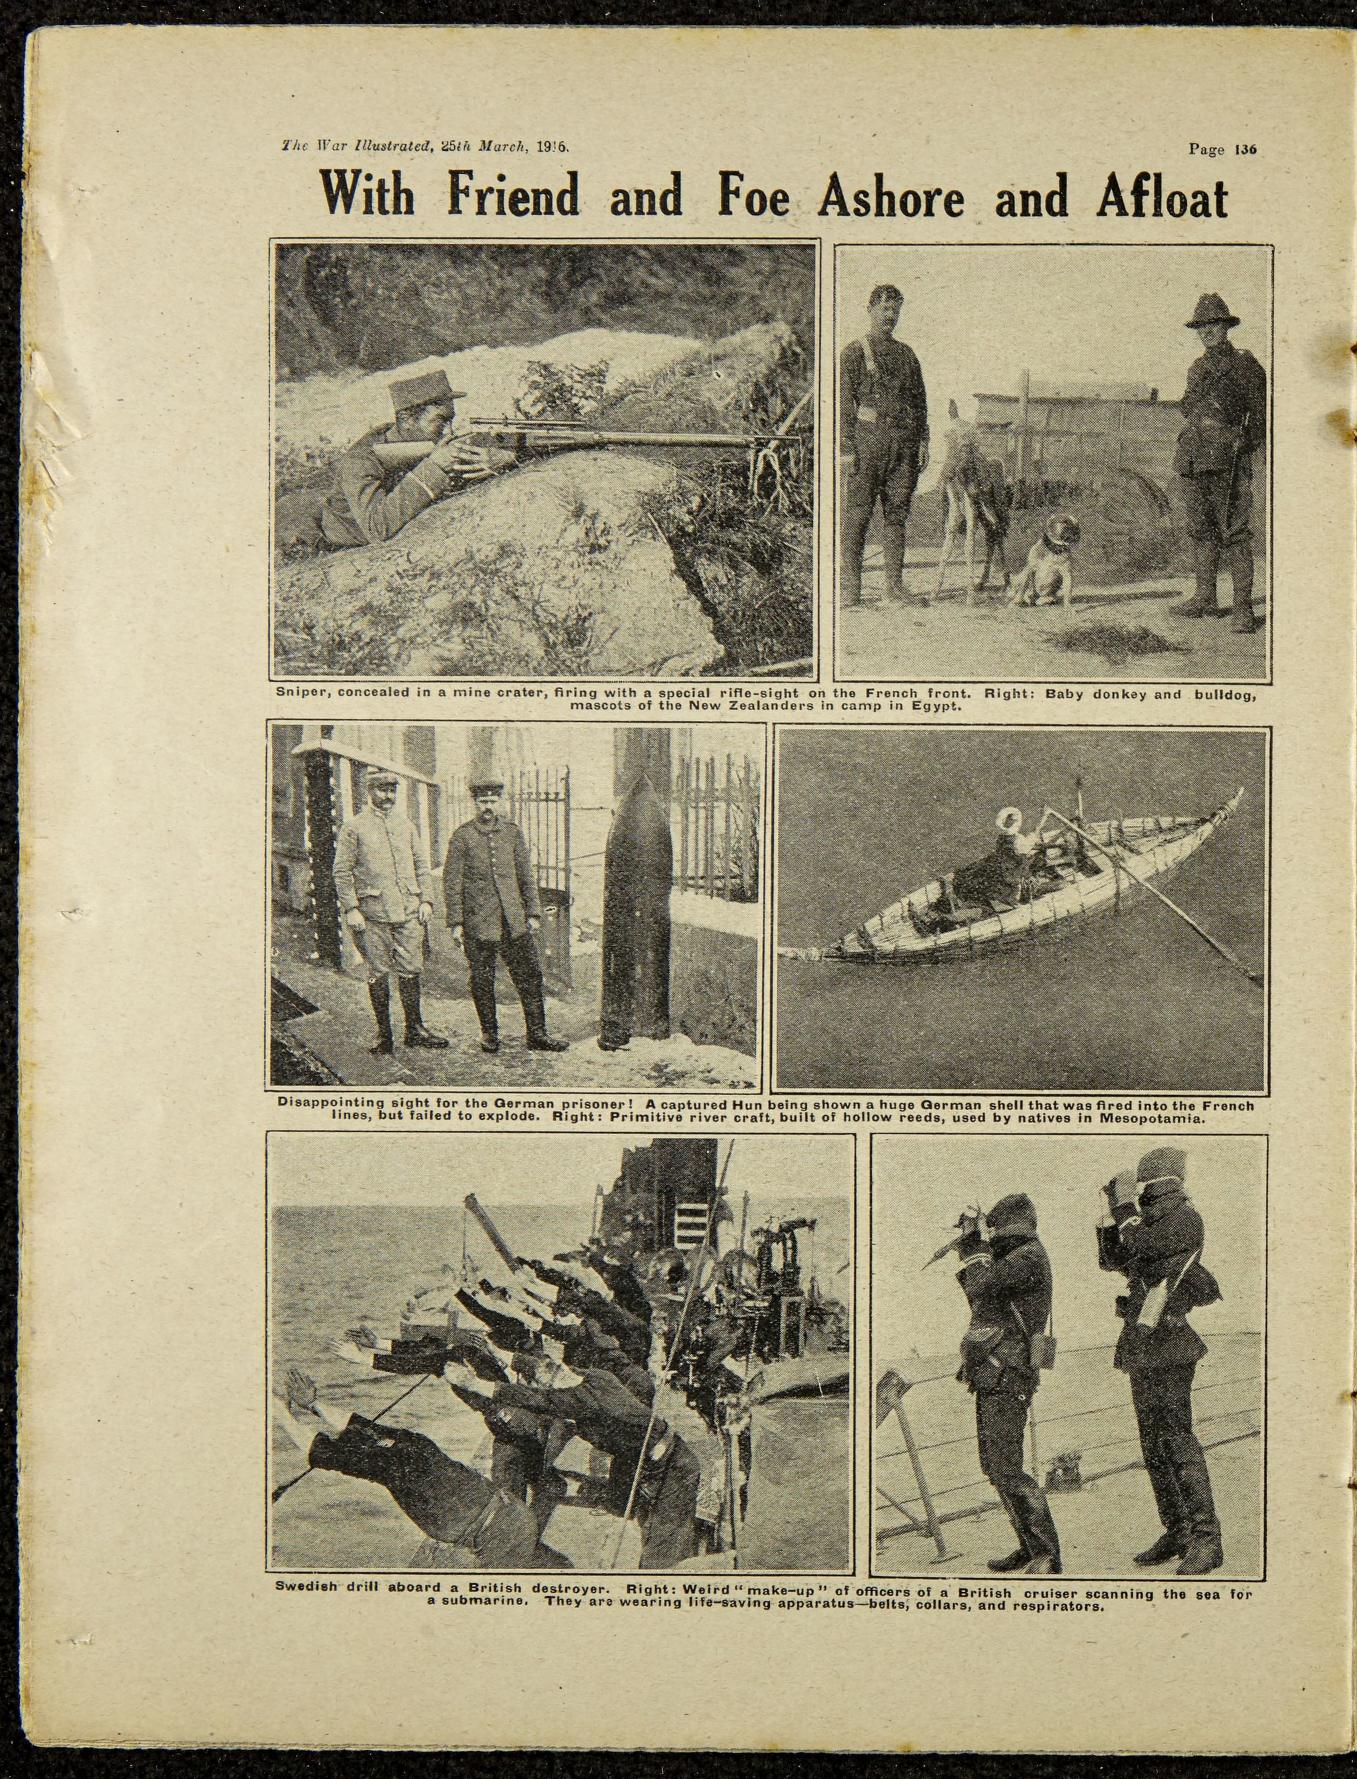 The War Illustrated, 25th March, 1916.
Page 136
With Friend and Foe Ashore and Afloat
Sniper, concealed in a mine crater, firing with a special rifle-sight on the French front. Right: Baby donkey and bulldog,
mascots of the New Zealanders in camp in Egypt.
Disappointing sight for the German prisoner! A captured Hun being shown a huge German shell that was fired into the French
lines, but failed to explode. Right: Primitive river craft, built of hollow reeds, used by natives in Mesopotamia.
Swedish drill aboard a British destroyer. Right: Weird "make-up" of officers of a British cruiser scanning the sea for
a submarine. They are wearing life-saving apparatus—belts, collars, and respirators.